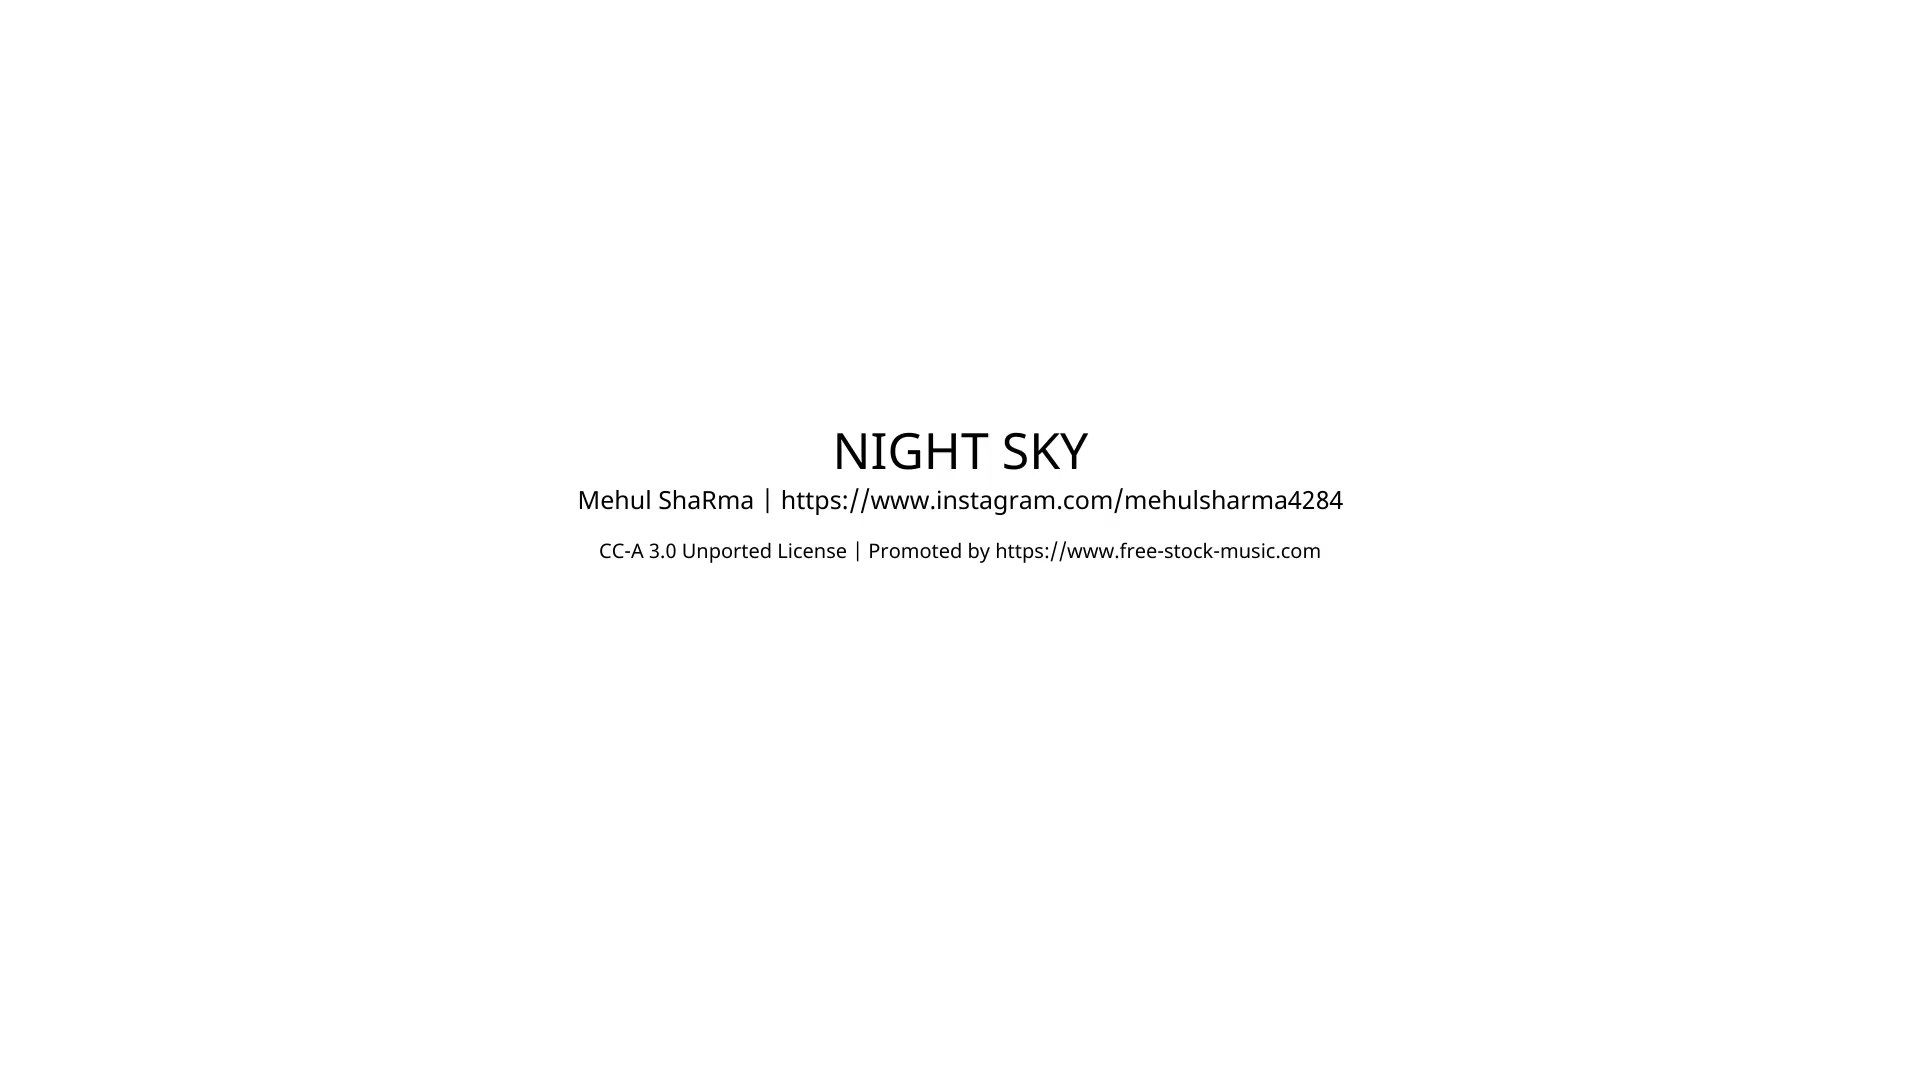 NIGHT SKY
Mehul ShaRma | https://www.instagram.com/mehulsharma4284
CC-A 3.0 Unported License | Promoted by https://www.free-stock-music.com